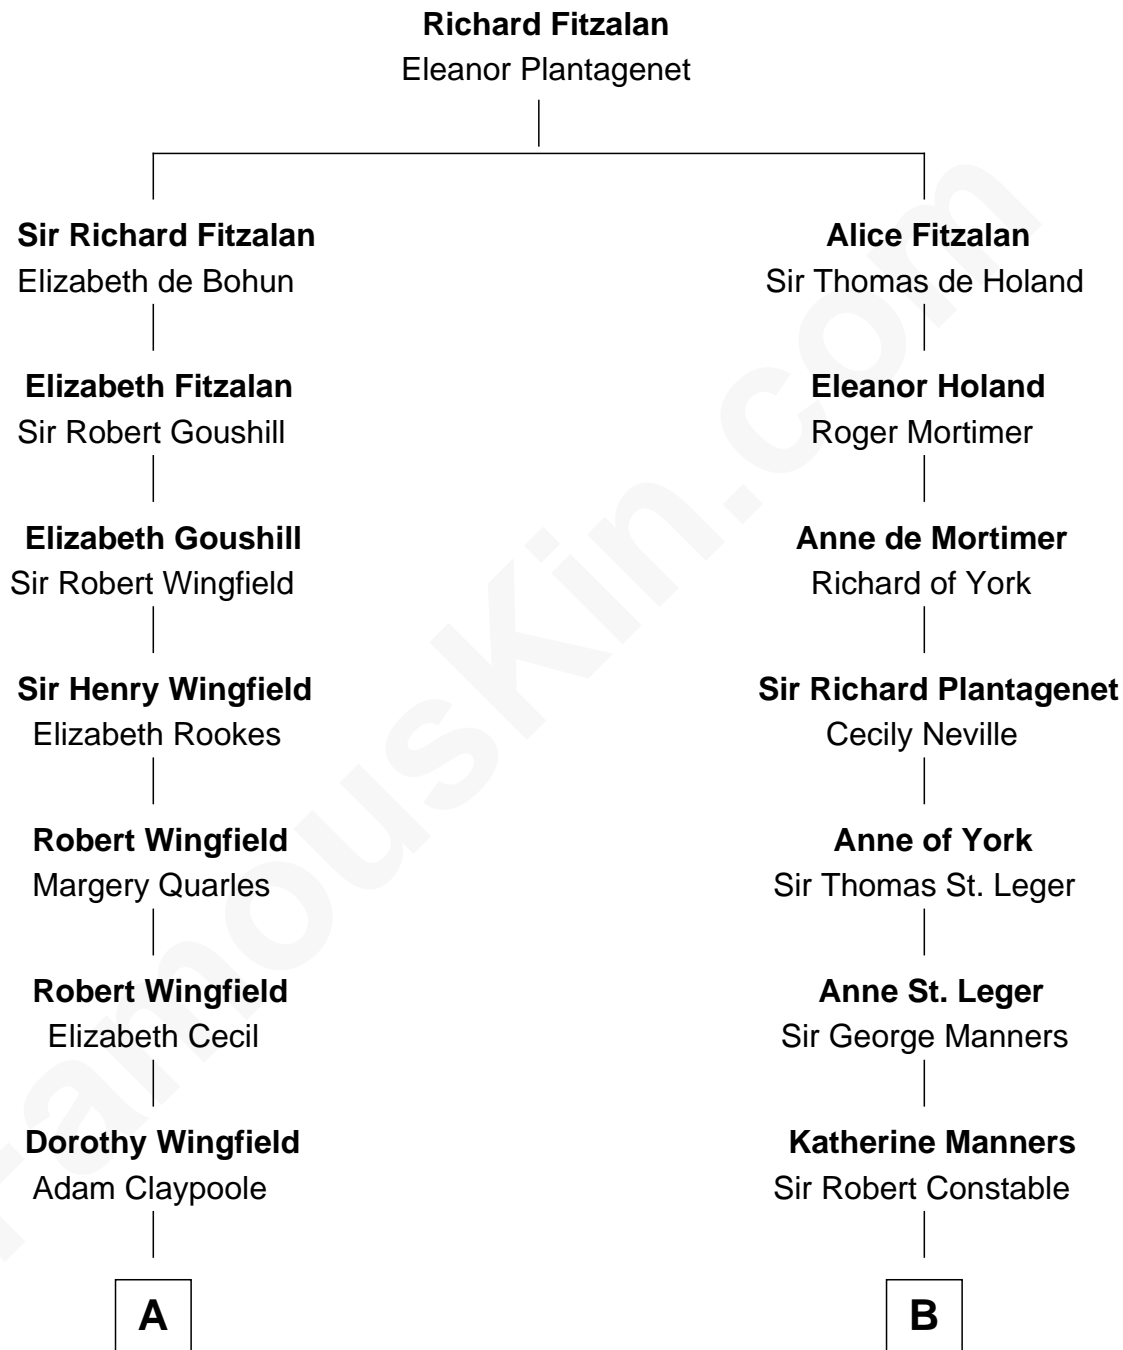 Richard Fitzalan
Eleanor Plantagenet
Sir Richard Fitzalan
Elizabeth de Bohun
Alice Fitzalan
Sir Thomas de Holand
Elizabeth Fitzalan
Sir Robert Goushill
Eleanor Holand
Roger Mortimer
Elizabeth Goushill
Sir Robert Wingfield
Anne de Mortimer
Richard of York
Sir Henry Wingfield
Elizabeth Rookes
Sir Richard Plantagenet
Cecily Neville
Robert Wingfield
Margery Quarles
Anne of York
Sir Thomas St. Leger
Robert Wingfield
Elizabeth Cecil
Anne St. Leger
Sir George Manners
Dorothy Wingfield
Adam Claypoole
Katherine Manners
Sir Robert Constable
A
B
FamousKin.com